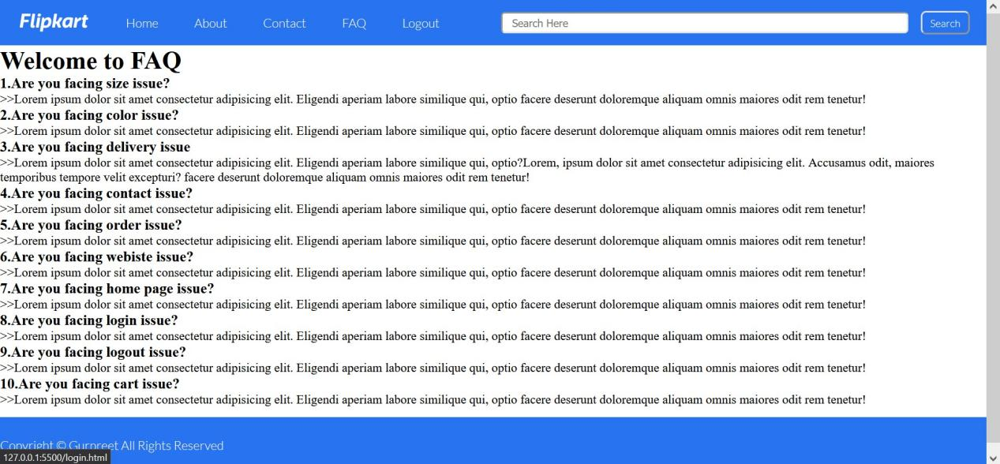 Flipkart Home About Contact FAQ Logout Search Here Search
Welcome to FAQ
1.Are you facing size issue?
>>Lorem ipsum dolor sit amet consectetur adipisicing elit. Eligendi aperiam labore similique qui, optio facere deserunt doloremque aliquam omnis maiores odit rem tenetur!
2.Are you facing color issue?
>>Lorem ipsum dolor sit amet consectetur adipisicing elit. Eligendi aperiam labore similique qui, optio facere deserunt doloremque aliquam omnis maiores odit rem tenetur!
3.Are you facing delivery issue
>>Lorem ipsum dolor sit amet consectetur adipisicing elit. Eligendi aperiam labore similique qui, optio?Lorem, ipsum dolor sit amet consectetur adipisicing elit. Accusamus odit, maiores
temporibus tempore velit excepturi? facere deserunt doloremque aliquam omnis maiores odit rem tenetur!
4.Are you facing contact issue?
>>Lorem ipsum dolor sit amet consectetur adipisicing elit. Eligendi aperiam labore similique qui, optio facere deserunt doloremque aliquam omnis maiores odit rem tenetur!
5.Are you facing order issue?
>>Lorem ipsum dolor sit amet consectetur adipisicing elit. Eligendi aperiam labore similique qui, optio facere deserunt doloremque aliquam omnis maiores odit rem tenetur!
6.Are you facing webiste issue?
>>Lorem ipsum dolor sit amet consectetur adipisicing elit. Eligendi aperiam labore similique qui, optio facere deserunt doloremque aliquam omnis maiores odit rem tenetur!
7.Are you facing home page issue?
>>Lorem ipsum dolor sit amet consectetur adipisicing elit. Eligendi aperiam labore similique qui, optio facere deserunt doloremque aliquam omnis maiores odit rem tenetur!
8.Are you facing login issue?
>>Lorem ipsum dolor sit amet consectetur adipisicing elit. Eligendi aperiam labore similique qui, optio facere deserunt doloremque aliquam omnis maiores odit rem tenetur!
9.Are you facing logout issue?
>>Lorem ipsum dolor sit amet consectetur adipisicing elit. Eligendi aperiam labore similique qui, optio facere deserunt doloremque aliquam omnis maiores odit rem tenetur!
10.Are you facing cart issue?
>>Lorem ipsum dolor sit amet consectetur adipisicing elit. Eligendi aperiam labore similique qui, optio facere deserunt doloremque aliquam omnis maiores odit rem tenetur!
Copyright © Gurpreet All Rights Reserved
127.0.0.1:5500/login.html